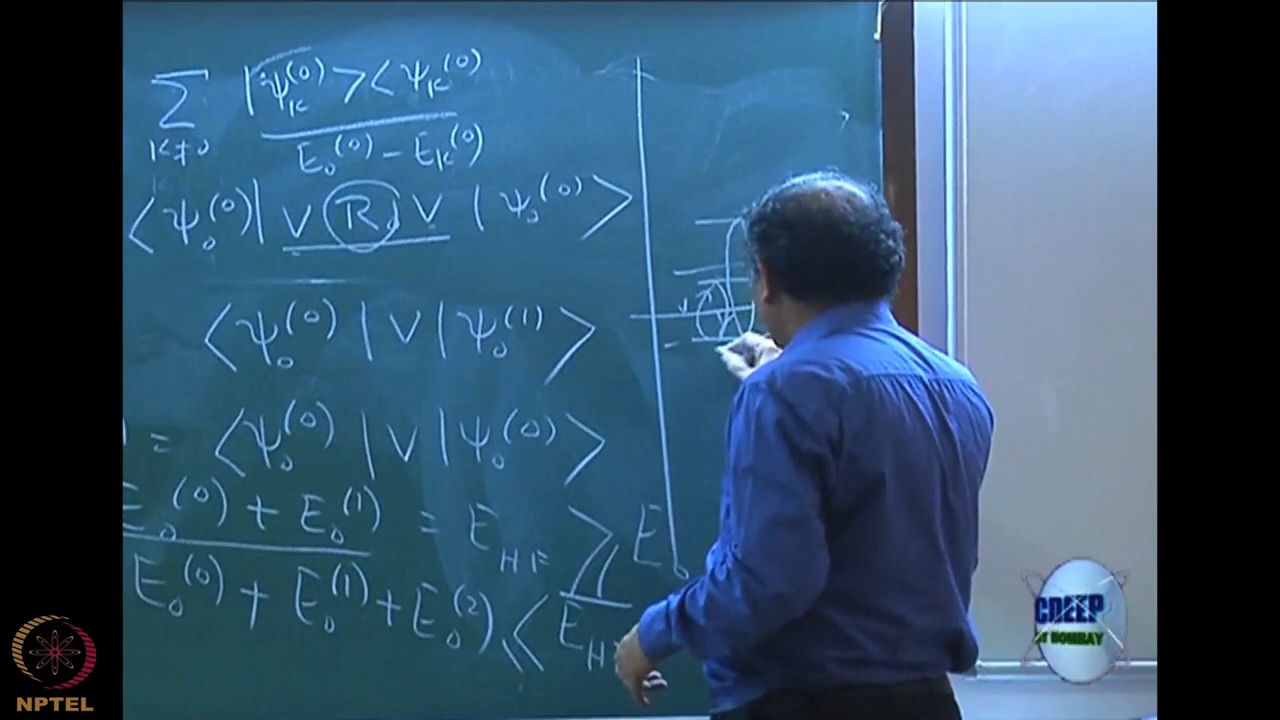 ∑ |ψ_K^(0)> <ψ_K^(0)
K≠0 E_0^(0) − E_K^(0)
<ψ_0^(0)| V R_0 V |ψ_0^(0)>
<ψ_0^(0) | V | ψ_0^(1)>
= <ψ_0^(0) | V | ψ_0^(0)>
E_0^(0) + E_0^(1) = E_HF ≥ E_0
E_0^(0) + E_0^(1) + E_0^(2) ≤ E_H
CDEEP
IIT BOMBAY
NPTEL